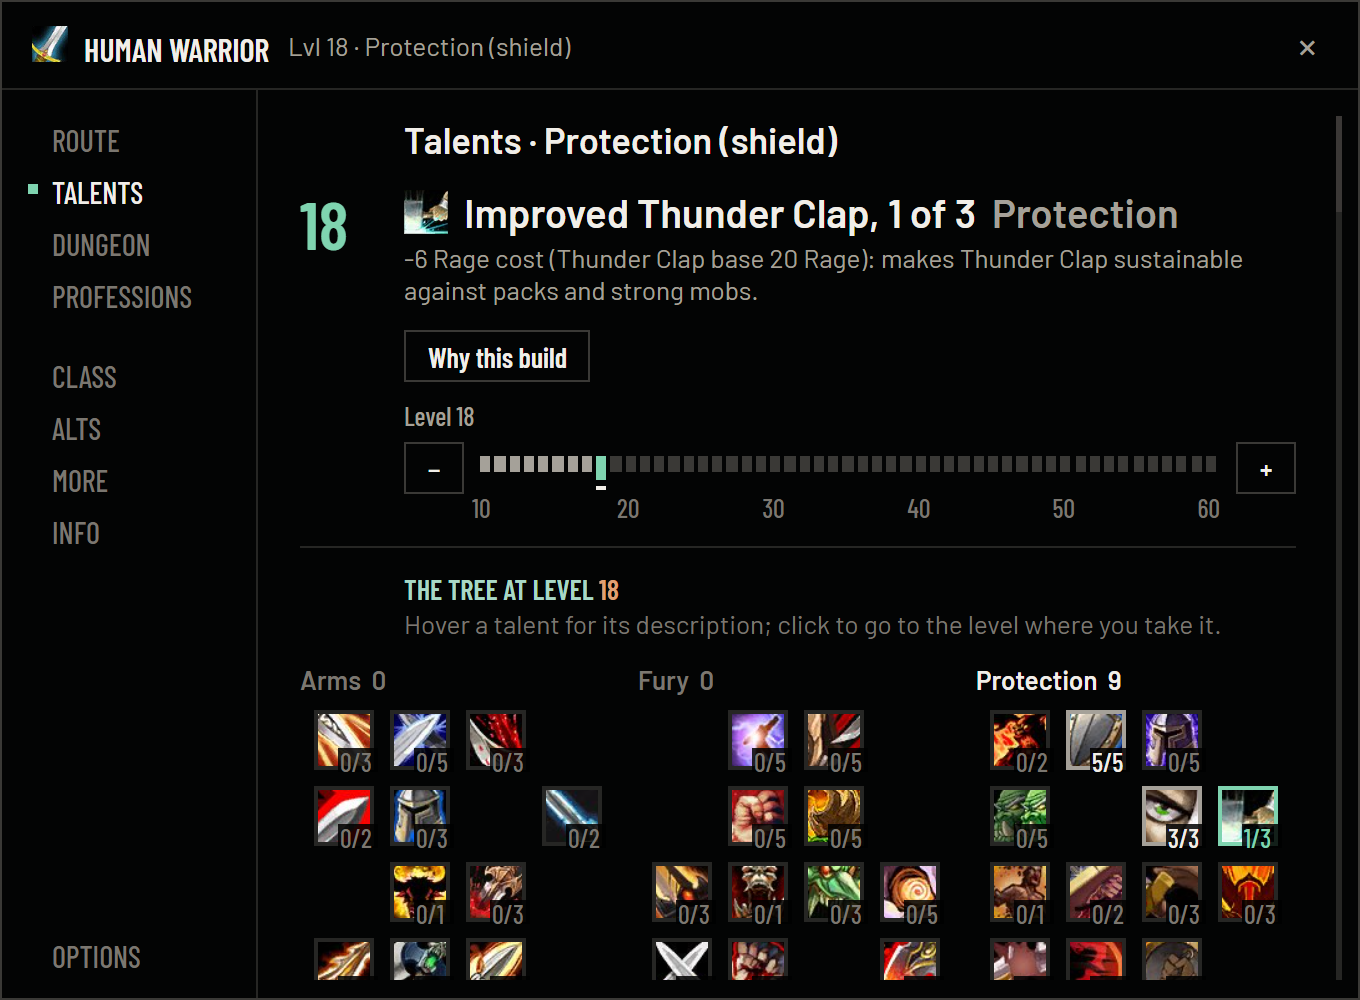 HUMAN WARRIOR Lvl 18 · Protection (shield) ×
ROUTE
TALENTS
DUNGEON
PROFESSIONS
CLASS
ALTS
MORE
INFO
OPTIONS
Talents · Protection (shield)
18
Improved Thunder Clap, 1 of 3 Protection
-6 Rage cost (Thunder Clap base 20 Rage): makes Thunder Clap sustainable
against packs and strong mobs.
Why this build
Level 18
− +
10 20 30 40 50 60
THE TREE AT LEVEL 18
Hover a talent for its description; click to go to the level where you take it.
Arms 0 Fury 0 Protection 9
0/3 0/5 0/3 0/5 0/5 0/2 5/5 0/5
0/2 0/3 0/2 0/5 0/5 0/5 3/3 1/3
0/1 0/3 0/3 0/1 0/3 0/5 0/1 0/2 0/3 0/3